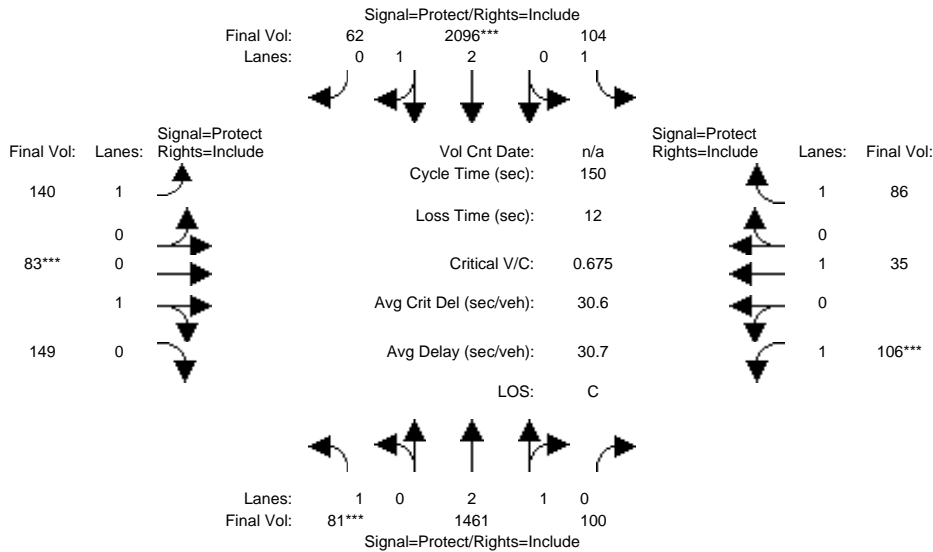 Signal=Protect/Rights=Include
Final Vol: 62 2096*** 104
Lanes: 0 1 2 0 1
Signal=Protect
Final Vol: Lanes: Rights=Include
Vol Cnt Date: n/a
Signal=Protect
Rights=Include Lanes: Final Vol:
Cycle Time (sec): 150
140 1
1 86
Loss Time (sec): 12
0
0
83*** 0
Critical V/C: 0.675
1 35
1
Avg Crit Del (sec/veh): 30.6
0
149 0
Avg Delay (sec/veh): 30.7
1 106***
LOS: C
Lanes: 1 0 2 1 0
Final Vol: 81*** 1461 100
Signal=Protect/Rights=Include